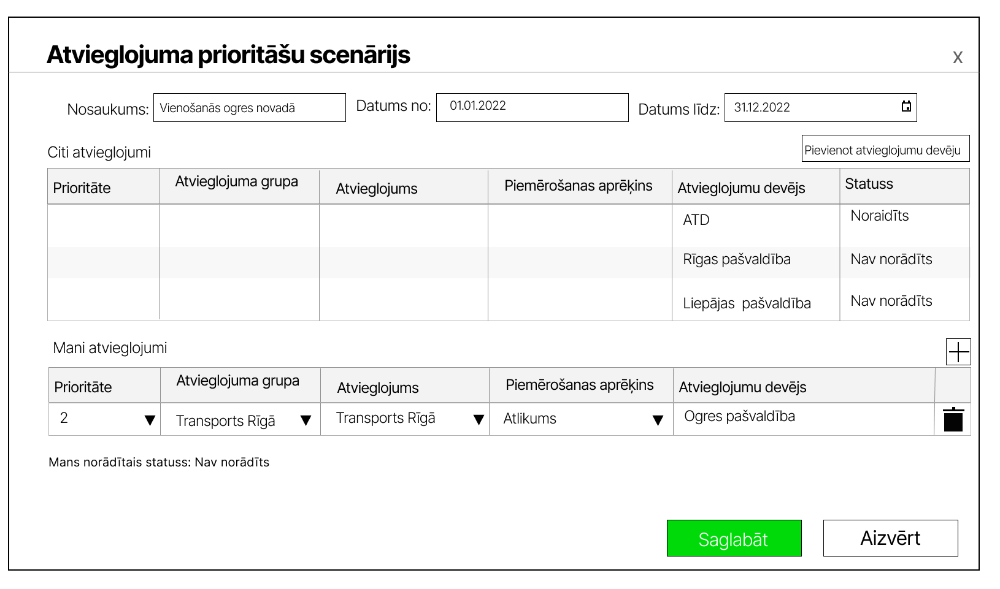 Atvieglojuma prioritāšu scenārijs
X
Nosaukums: Vienošanās ogres novadā Datums no: 01.01.2022 Datums līdz: 31.12.2022
Citi atvieglojumi
Pievienot atvieglojumu devēju
Prioritāte Atvieglojuma grupa Atvieglojums Piemērošanas aprēķins Atvieglojumu devējs Statuss
ATD Noraidīts
Rīgas pašvaldība Nav norādīts
Liepājas pašvaldība Nav norādīts
Mani atvieglojumi
Prioritāte Atvieglojuma grupa Atvieglojums Piemērošanas aprēķins Atvieglojumu devējs
2 Transports Rīgā Transports Rīgā Atlikums Ogres pašvaldība
Mans norādītais statuss: Nav norādīts
Saglabāt Aizvērt